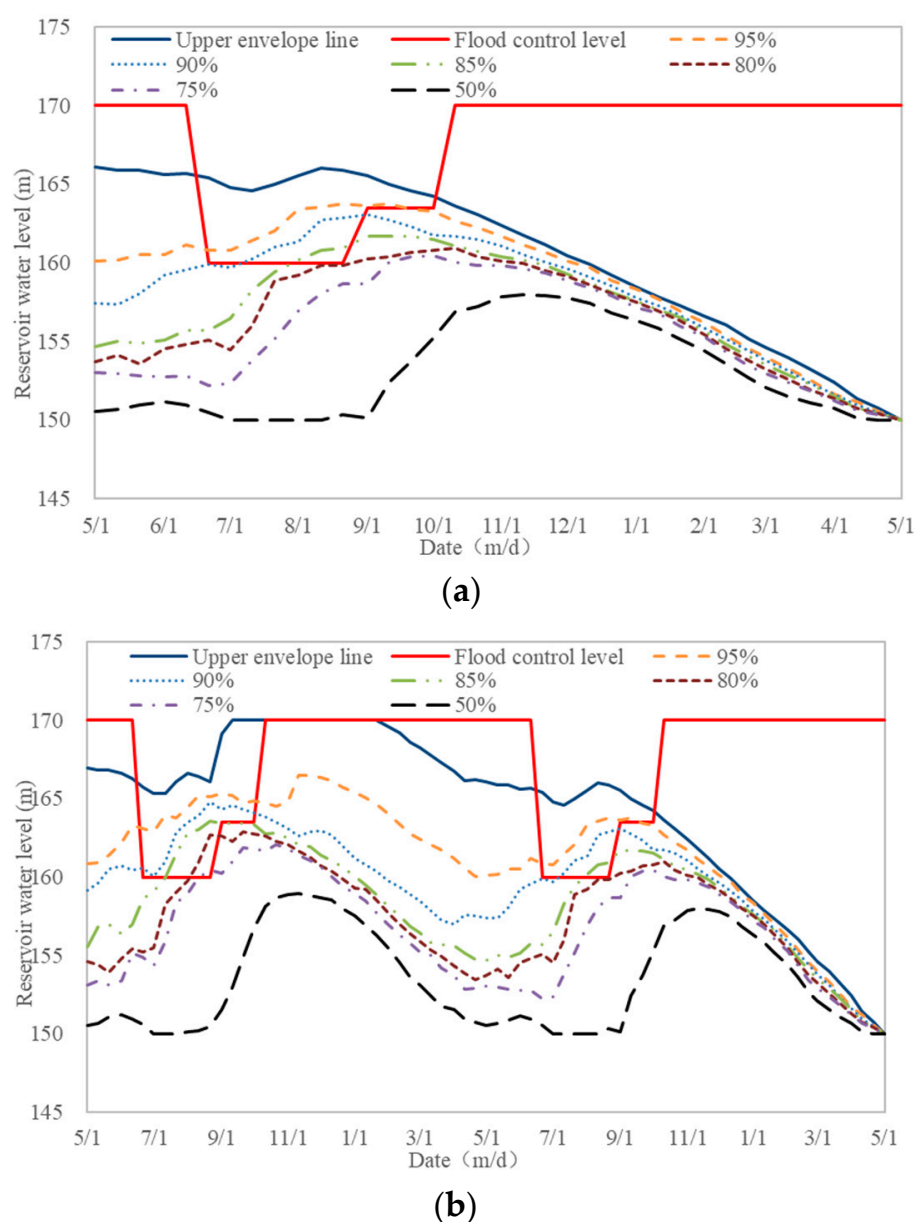 175
170
165
160
155
150
145
Reservoir water level (m)
Upper envelope line Flood control level 95%
90% 85% 80%
75% 50%
5/1 6/1 7/1 8/1 9/1 10/1 11/1 12/1 1/1 2/1 3/1 4/1 5/1
Date（m/d）
(a)
175
170
165
160
155
150
145
Reservoir water level (m)
Upper envelope line Flood control level 95%
90% 85% 80%
75% 50%
5/1 7/1 9/1 11/1 1/1 3/1 5/1 7/1 9/1 11/1 1/1 3/1 5/1
Date（m/d）
(b)